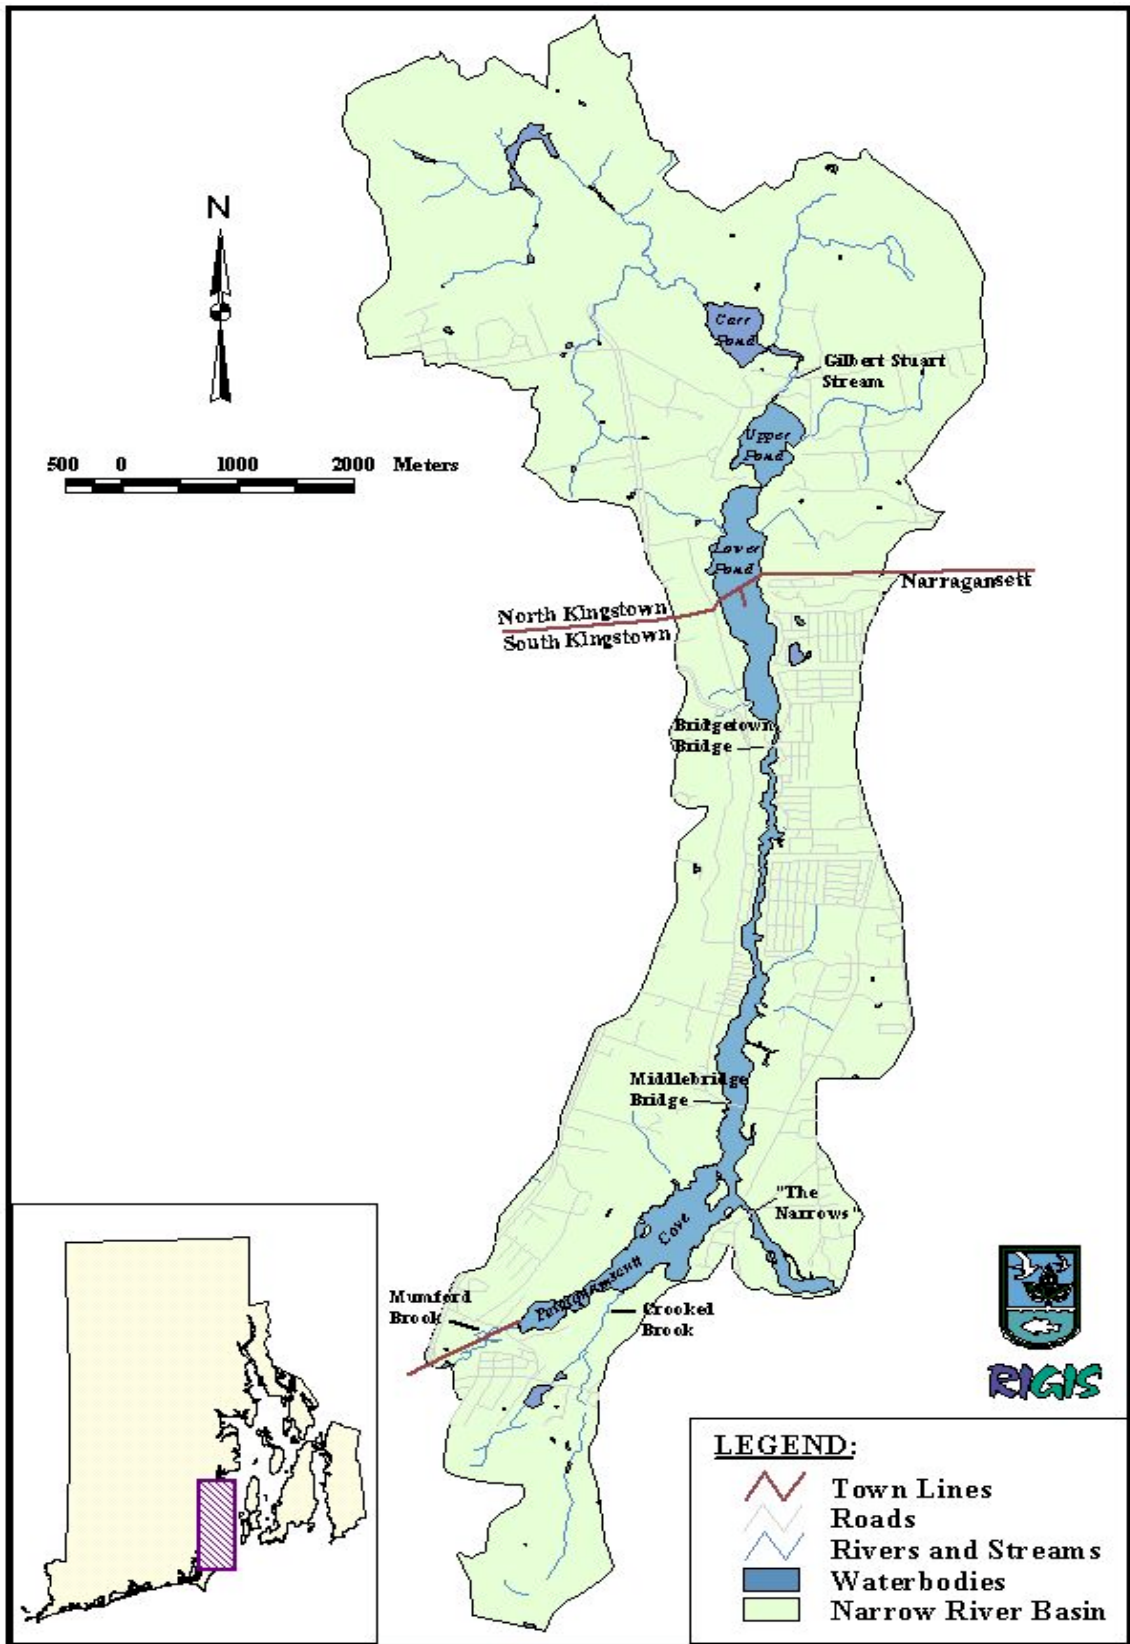 N
500 0 1000 2000 Meters
Carr
Pond
Gilbert Stuart
Stream
Upper
Pond
Lower
Pond
Narragansett
North Kingstown
South Kingstown
Bridgetown
Bridge
Middlebridge
Bridge
"The
Narrows"
Pettaquamscutt Cove
Mumford
Brook
Crooked
Brook
RIGIS
LEGEND:
Town Lines
Roads
Rivers and Streams
Waterbodies
Narrow River Basin